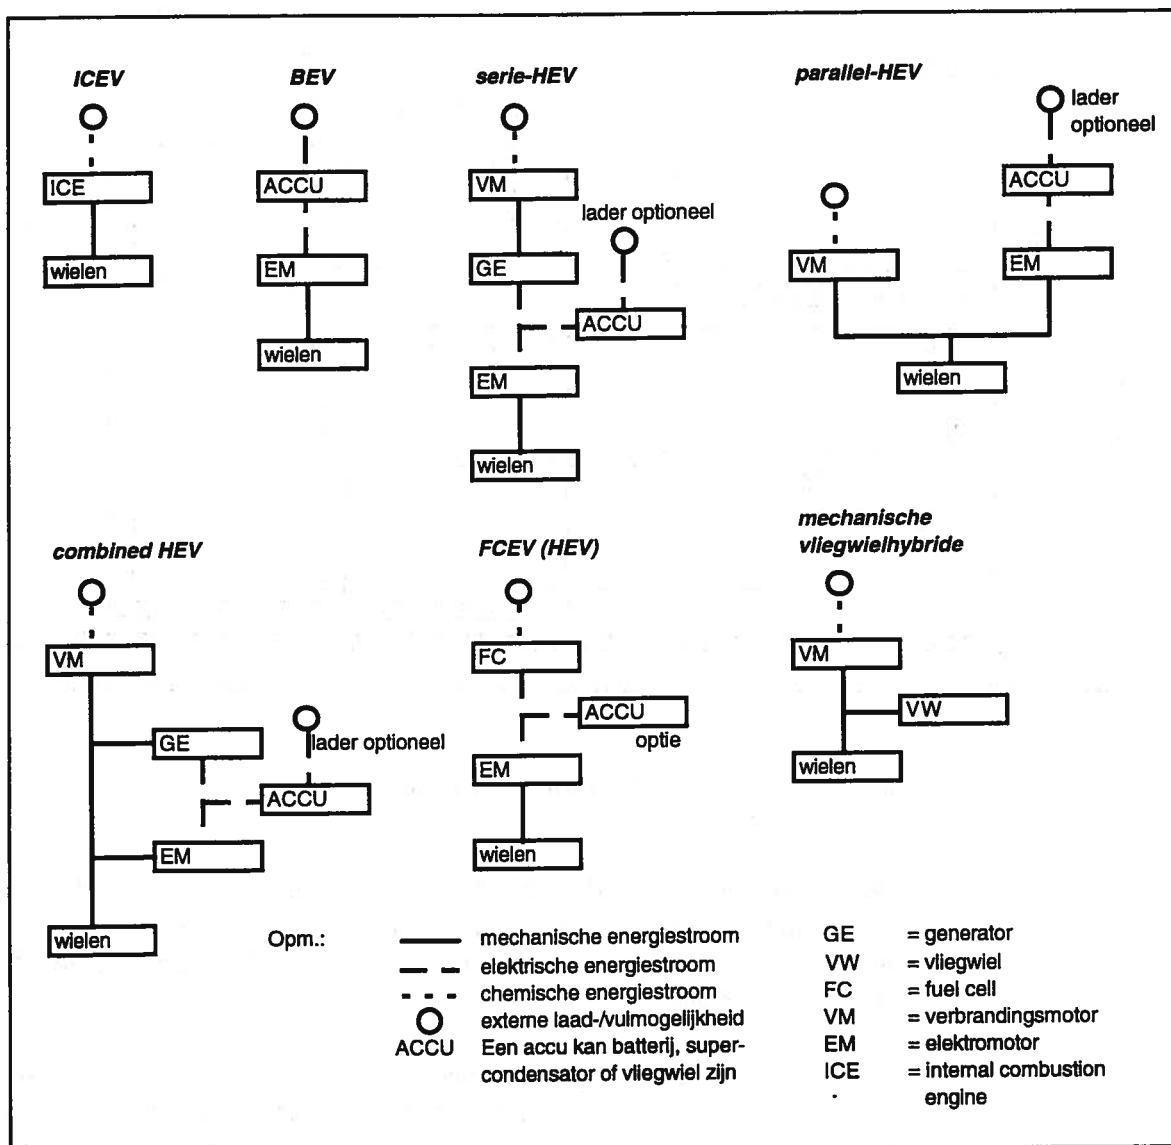 ICEV
ICE
wielen
BEV
ACCU
EM
wielen
serie-HEV
VM
lader optioneel
GE
ACCU
EM
wielen
parallel-HEV
lader
optioneel
ACCU
VM
EM
wielen
combined HEV
VM
GE
lader optioneel
ACCU
EM
wielen
FCEV (HEV)
FC
ACCU
optie
EM
wielen
mechanische
vliegwielhybride
VM
VW
wielen
Opm.:
mechanische energiestroom
elektrische energiestroom
chemische energiestroom
externe laad-/vulmogelijkheid
ACCU Een accu kan batterij, super-
condensator of vliegwiel zijn
GE = generator
VW = vliegwiel
FC = fuel cell
VM = verbrandingsmotor
EM = elektromotor
ICE = internal combustion
engine